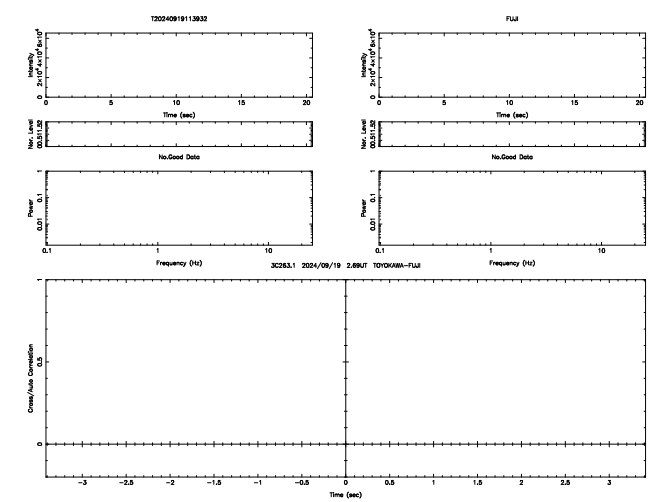 T20240919113932 FUJI
Intensity
0 2×10⁴ 4×10⁴ 6×10⁴
0 5 10 15 20
Time (sec)
Intensity
0 2×10⁴ 4×10⁴ 6×10⁴
0 5 10 15 20
Time (sec)
Nor. Level
00.511.52
Nor. Level
00.511.52
No.Good Data No.Good Data
Power
0.01 0.1 1
0.1 1 10
Frequency (Hz)
Power
0.01 0.1 1
0.1 1 10
Frequency (Hz)
3C263.1 2024/09/19 2.69UT TOYOKAWA-FUJI
Cross/Auto Correlation
0 0.5 1
-3 -2.5 -2 -1.5 -1 -0.5 0 0.5 1 1.5 2 2.5 3
Time (sec)